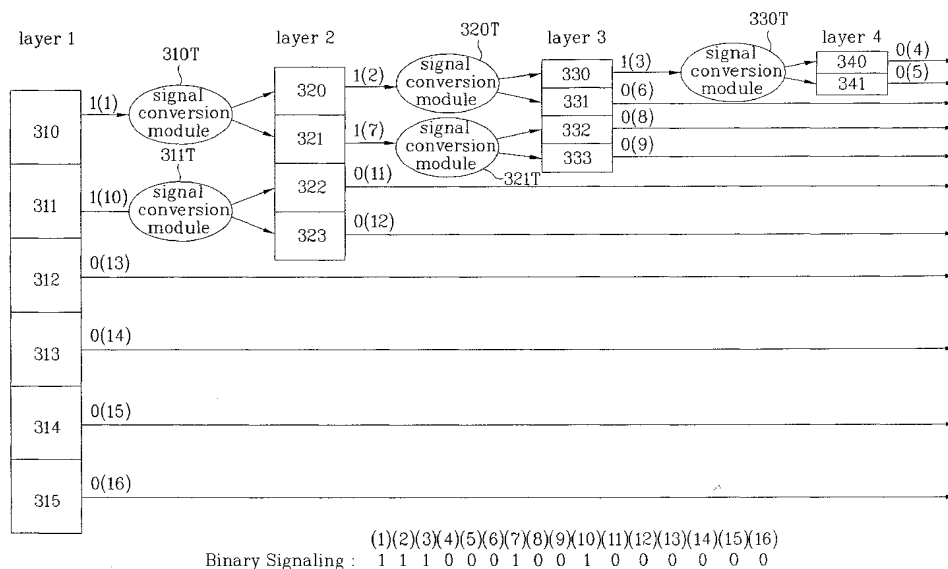 layer 1
layer 2
layer 3
layer 4
310T
320T
330T
310
1(1)
signal
conversion
module
320
1(2)
signal
conversion
module
330
1(3)
signal
conversion
module
340
0(4)
341
0(5)
331
0(6)
321
1(7)
signal
conversion
module
321T
332
0(8)
333
0(9)
311T
311
1(10)
signal
conversion
module
322
0(11)
323
0(12)
312
0(13)
313
0(14)
314
0(15)
315
0(16)
(1)(2)(3)(4)(5)(6)(7)(8)(9)(10)(11)(12)(13)(14)(15)(16)
Binary Signaling : 1 1 1 0 0 0 1 0 0 1 0 0 0 0 0 0